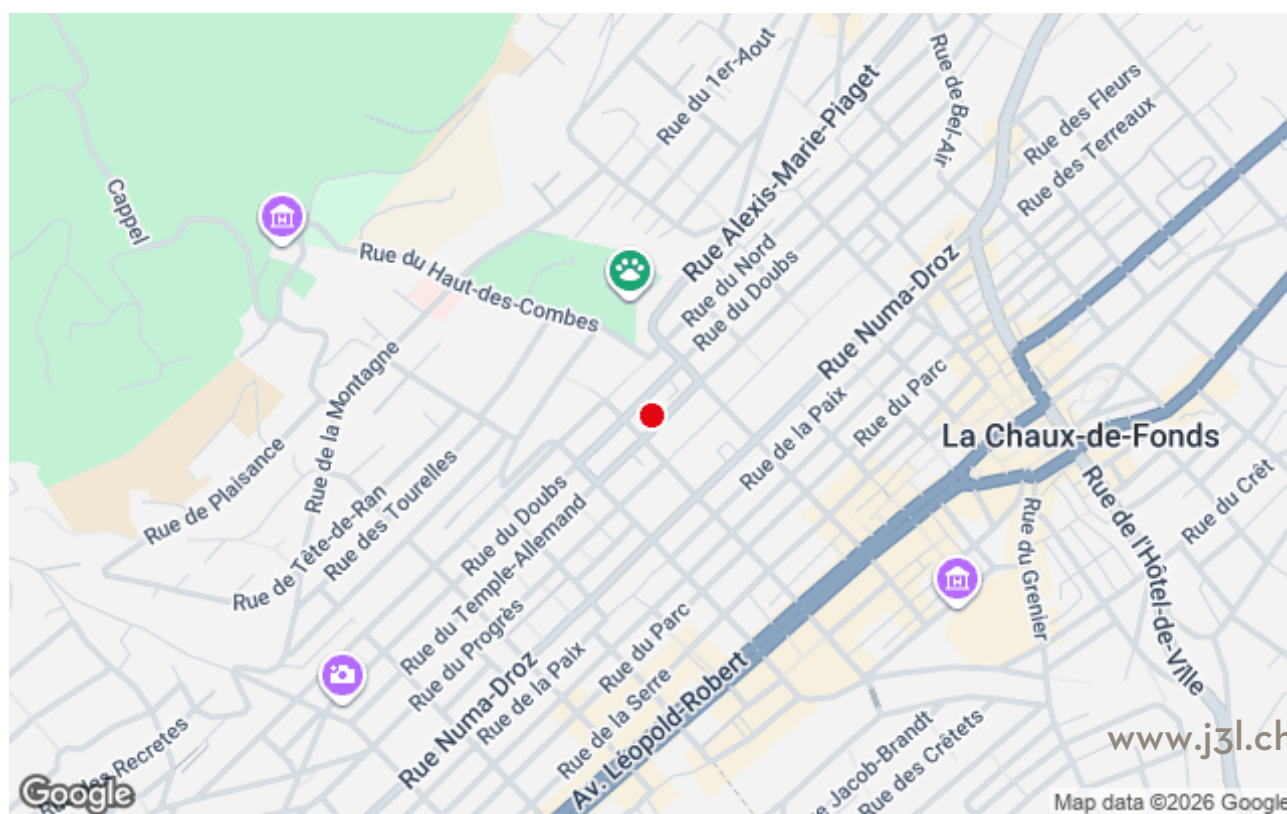 Rue du 1er-Aout
Rue de Bel-Air
Rue des Fleurs
Rue des Terreaux
Rue Alexis-Marie-Piaget
Cappel
Rue du Haut-des-Combes
Rue du Nord
Rue du Doubs
Rue Numa-Droz
Rue du Parc
Rue de la Paix
La Chaux-de-Fonds
Rue de la Montagne
Rue de Plaisance
Rue de Tête-de-Ran
Rue des Tourelles
Rue du Doubs
Rue du Temple-Allemand
Rue du Progrès
Rue Numa-Droz
Rue de la Paix
Rue du Parc
Rue de la Serre
Av. Léopold-Robert
Rue du Grenier
Rue de l'Hôtel-de-Ville
Rue du Crêt
Jacob-Brandt
Rue des Crêtets
www.j3l.ch
Recretes
Google
Map data ©2026 Google